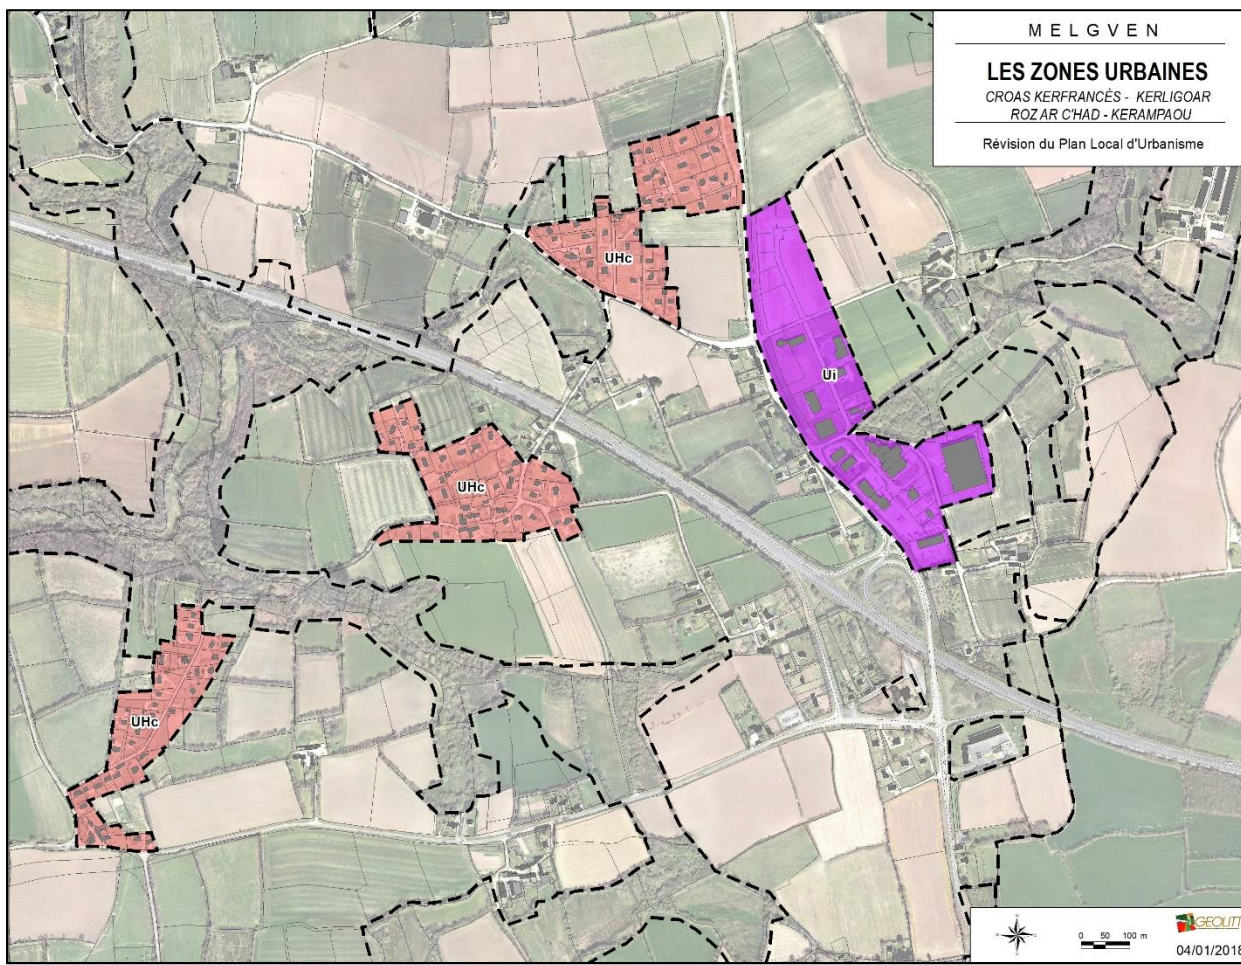 MELGVEN
LES ZONES URBAINES
CROAS KERFRANCÈS - KERLIGOAR
ROZ AR C'HAD - KERAMPAOU
Révision du Plan Local d'Urbanisme
UHc
Ui
UHc
UHc
GEOLITT
0 50 100 m
04/01/2018